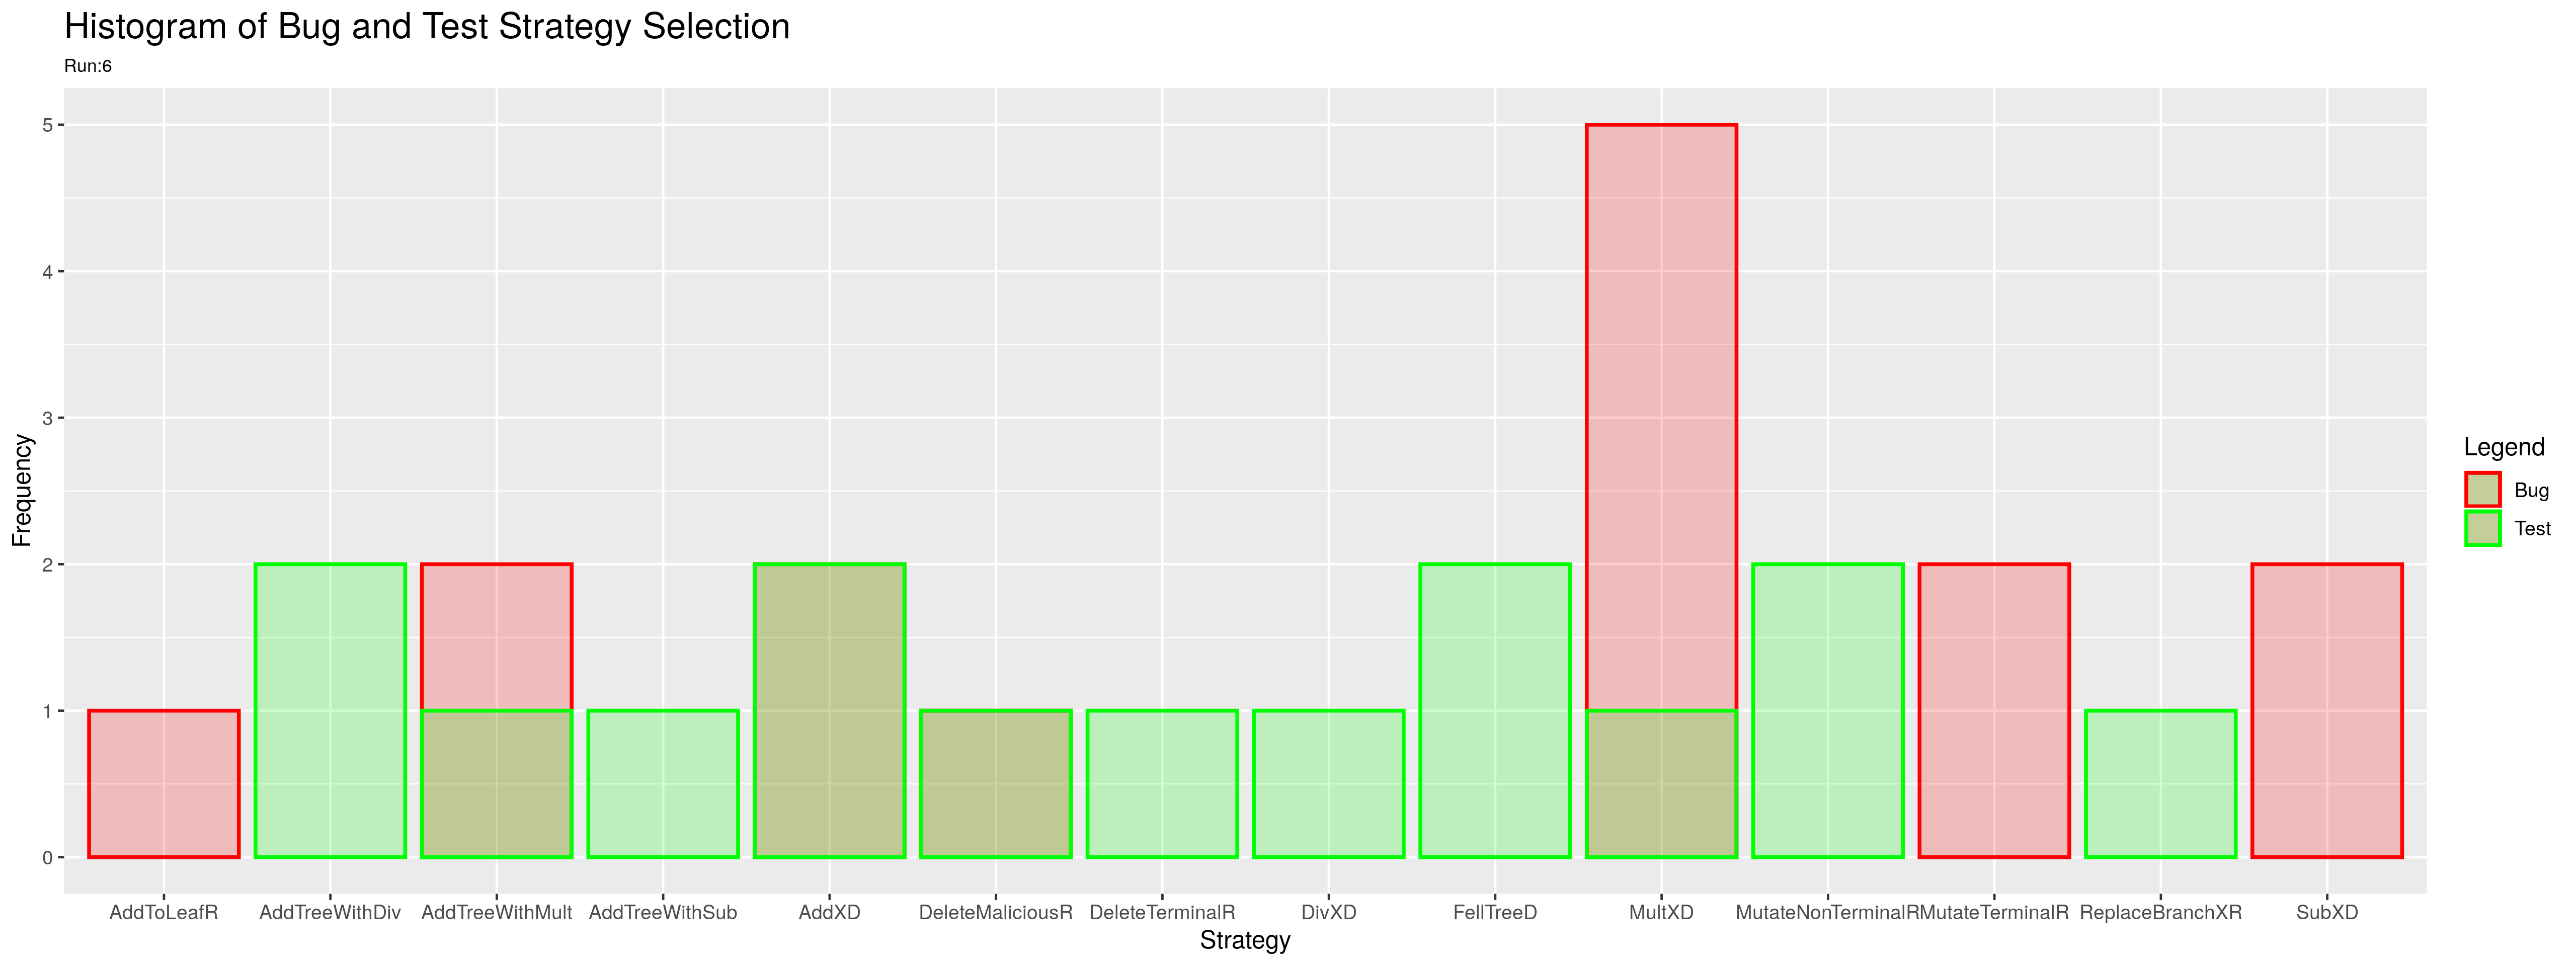 Histogram of Bug and Test Strategy Selection
Run:6
5
4
3
2
1
0
Frequency
AddToLeafR AddTreeWithDiv AddTreeWithMult AddTreeWithSub AddXD DeleteMaliciousR DeleteTerminalR DivXD FellTreeD MultXD MutateNonTerminalR MutateTerminalR ReplaceBranchXR SubXD
Strategy
Legend
Bug
Test